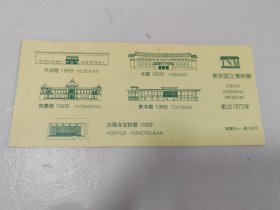 平成館 1999 HEISEIKAN
本館 1937 HONKAN
TNM
東京国立博物館
TOKYO
NATIONAL
MUSEUM
創立1872年
表慶館 1908 HYOKEIKAN
東洋館 1968 TOYOKAN
法隆寺宝物館 1999
HORYUJI HOMOTSUKAN